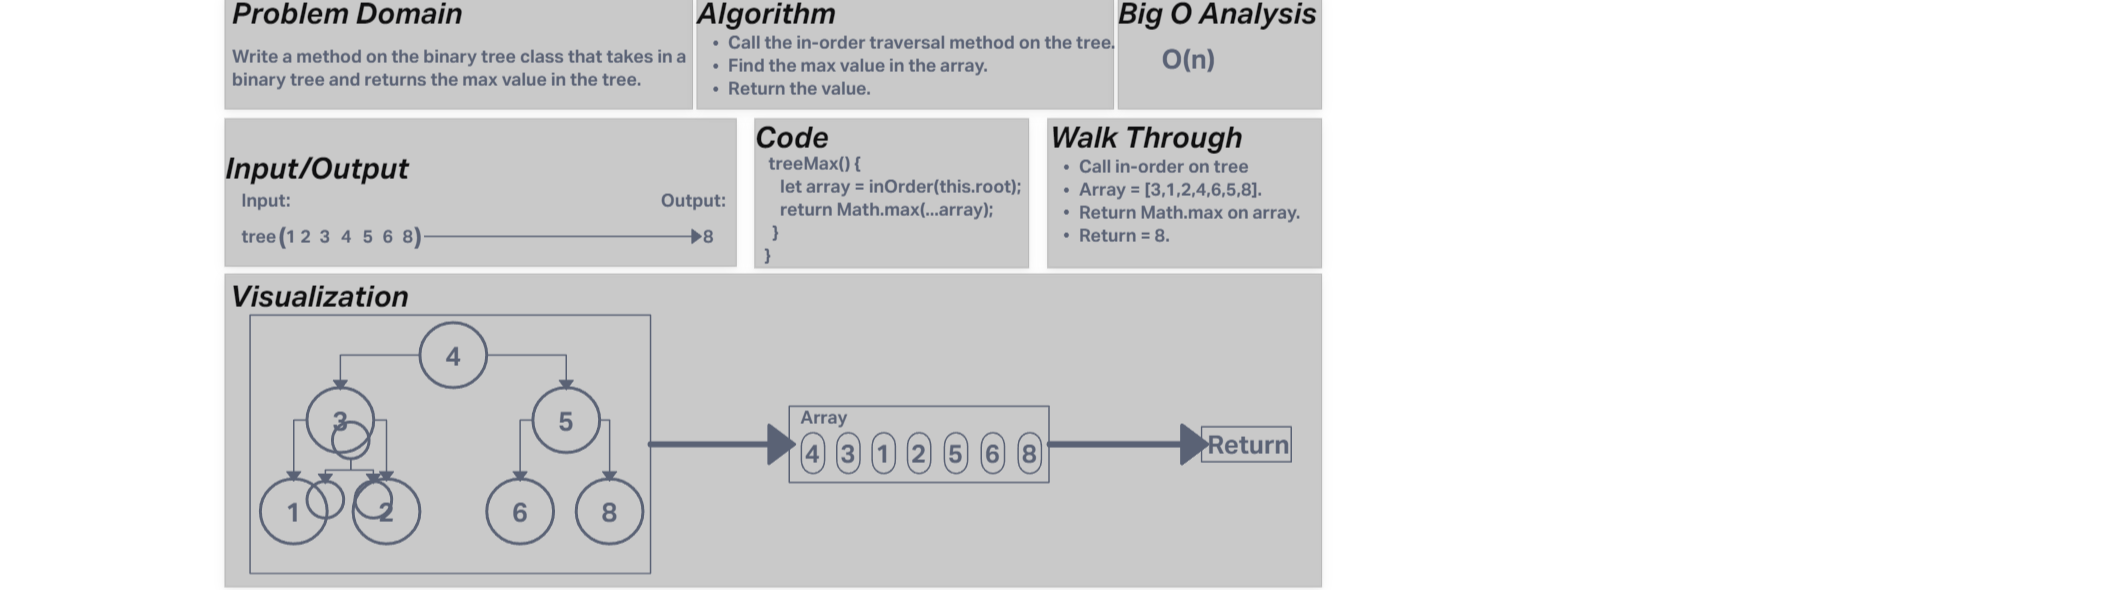 Problem Domain
Write a method on the binary tree class that takes in a
binary tree and returns the max value in the tree.
Algorithm
• Call the in-order traversal method on the tree.
• Find the max value in the array.
• Return the value.
Big O Analysis
O(n)
Input/Output
Input:
Output:
tree(1 2 3 4 5 6 8)
8
Code
treeMax() {
let array = inOrder(this.root);
return Math.max(...array);
}
}
Walk Through
• Call in-order on tree
• Array = [3,1,2,4,6,5,8].
• Return Math.max on array.
• Return = 8.
Visualization
4
3
5
1
2
6
8
Array
4 3 1 2 5 6 8
Return